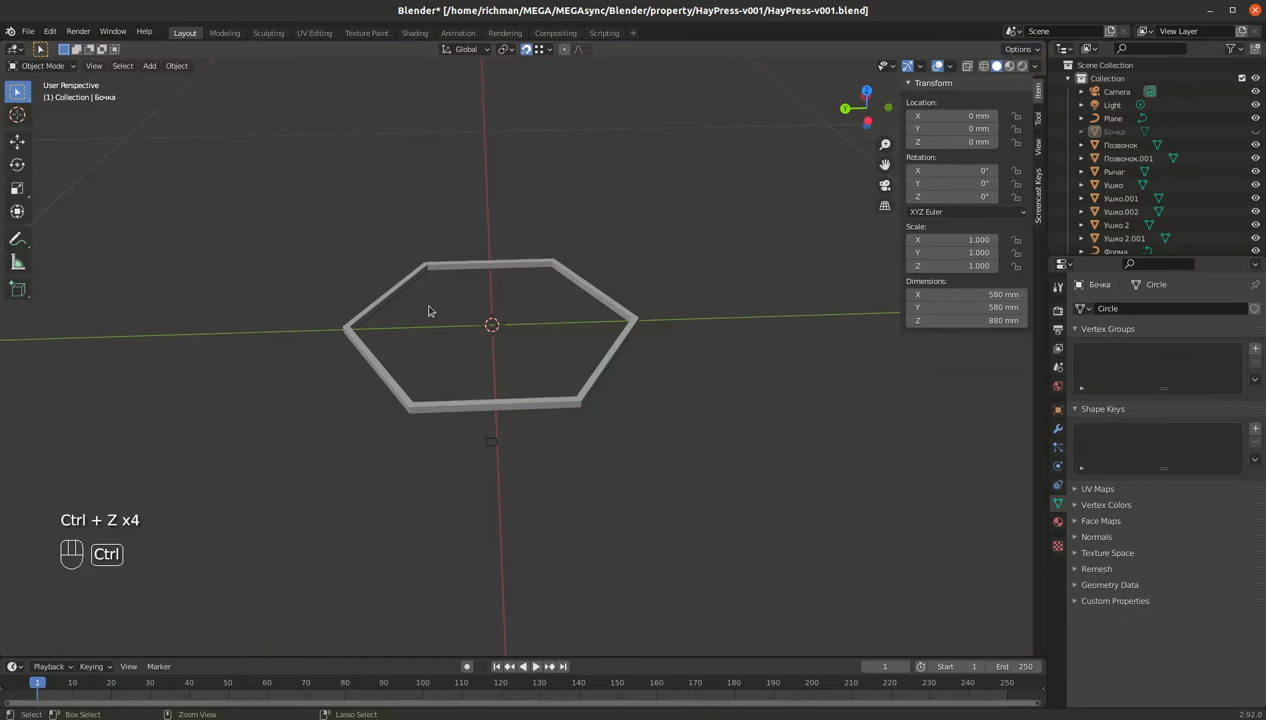 Blender* [/home/richman/MEGA/MEGAsync/Blender/property/HayPress-v001/HayPress-v001.blend]
File Edit Render Window Help Layout Modeling Sculpting UV Editing Texture Paint Shading Animation Rendering Compositing Scripting Scene View Layer
Global Options
Object Mode View Select Add Object
User Perspective
(1) Collection | Бочка
Transform
Location:
X 0 mm
Y 0 mm
Z 0 mm
Rotation:
X 0°
Y 0°
Z 0°
XYZ Euler
Scale:
X 1.000
Y 1.000
Z 1.000
Dimensions:
X 580 mm
Y 580 mm
Z 880 mm
Item
Tool
View
Screencast Keys
Z
Y
Scene Collection
Collection
Camera
Light
Plane
Бочка
Позвонок
Позвонок.001
Рычаг
Ушко
Ушко.001
Ушко.002
Ушко 2
Ушко 2.001
Форма
Бочка Circle
Circle
Vertex Groups
Shape Keys
UV Maps
Vertex Colors
Face Maps
Normals
Texture Space
Remesh
Geometry Data
Custom Properties
Ctrl + Z x4
Ctrl
Playback Keying View Marker 1 Start 1 End 250
1 10 20 30 40 50 60 70 80 90 100 110 120 130 140 150 160 170 180 190 200 210 220 230 240 250
Select Box Select Zoom View Lasso Select 2.92.0